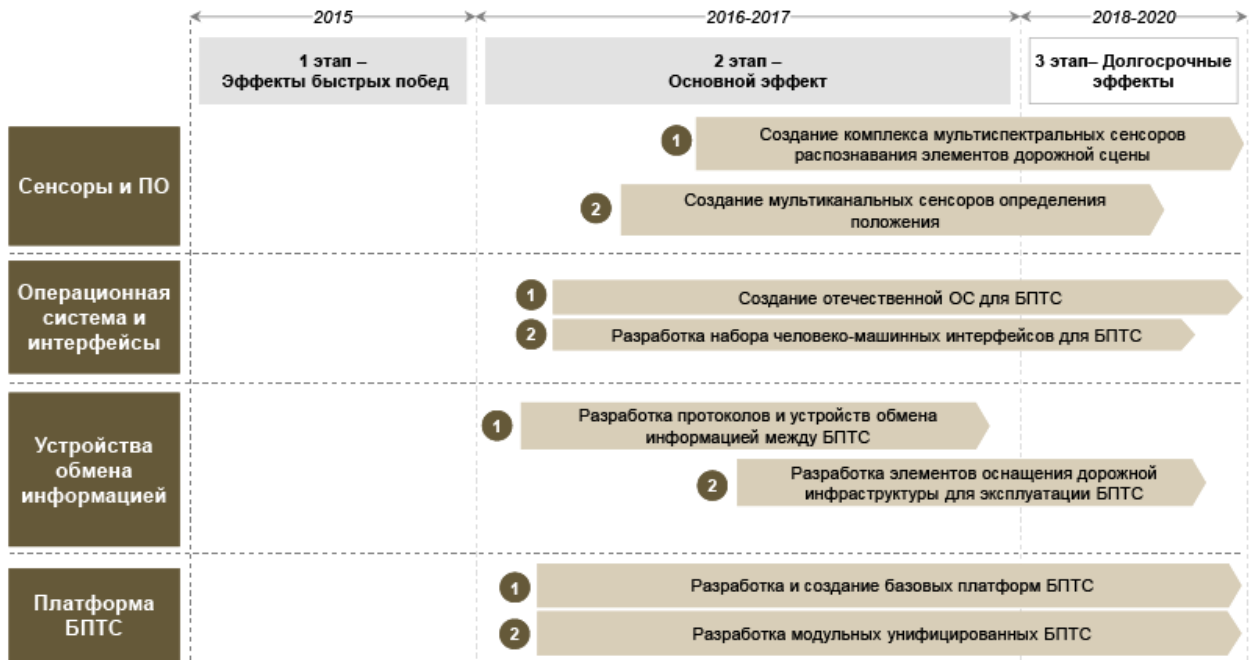 2015
2016-2017
2018-2020
1 этап –
Эффекты быстрых побед
2 этап –
Основной эффект
3 этап– Долгосрочные
эффекты
Сенсоры и ПО
1
Создание комплекса мультиспектральных сенсоров
распознавания элементов дорожной сцены
2
Создание мультиканальных сенсоров определения
положения
Операционная
система и
интерфейсы
1
Создание отечественной ОС для БПТС
2
Разработка набора человеко-машинных интерфейсов для БПТС
Устройства
обмена
информацией
1
Разработка протоколов и устройств обмена
информацией между БПТС
2
Разработка элементов оснащения дорожной
инфраструктуры для эксплуатации БПТС
Платформа
БПТС
1
Разработка и создание базовых платформ БПТС
2
Разработка модульных унифицированных БПТС